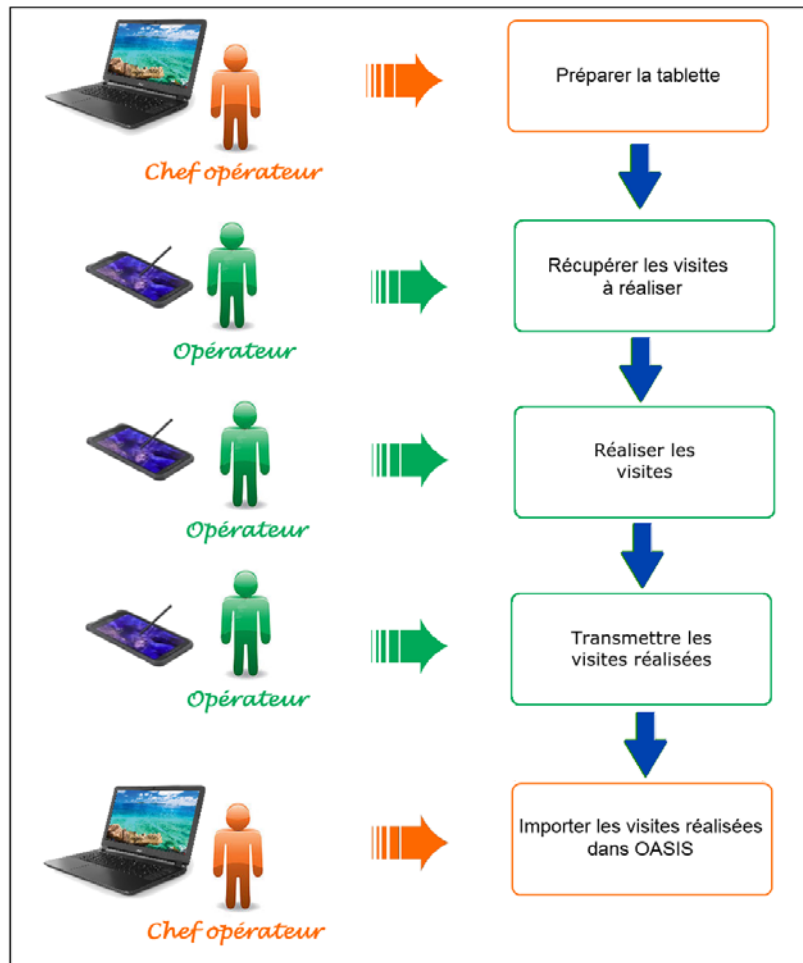 Préparer la tablette
Chef opérateur
Récupérer les visites
à réaliser
Opérateur
Réaliser les
visites
Opérateur
Transmettre les
visites réalisées
Opérateur
Importer les visites réalisées
dans OASIS
Chef opérateur